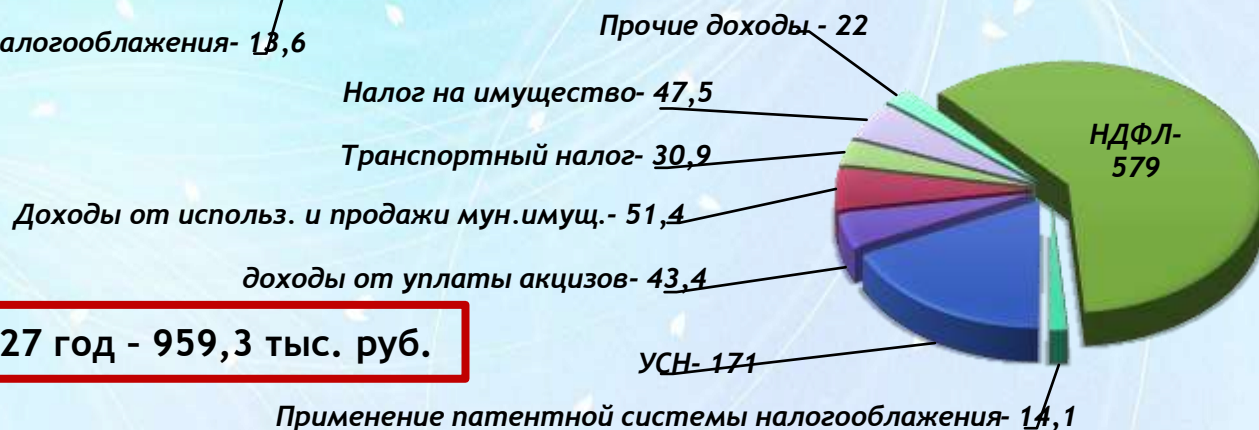 алогооблажения- 13,6
Прочие доходы - 22
Налог на имущество- 47,5
НДФЛ-
579
Транспортный налог- 30,9
Доходы от использ. и продажи мун.имущ.- 51,4
доходы от уплаты акцизов- 43,4
27 год – 959,3 тыс. руб.
УСН- 171
Применение патентной системы налогооблажения- 14,1